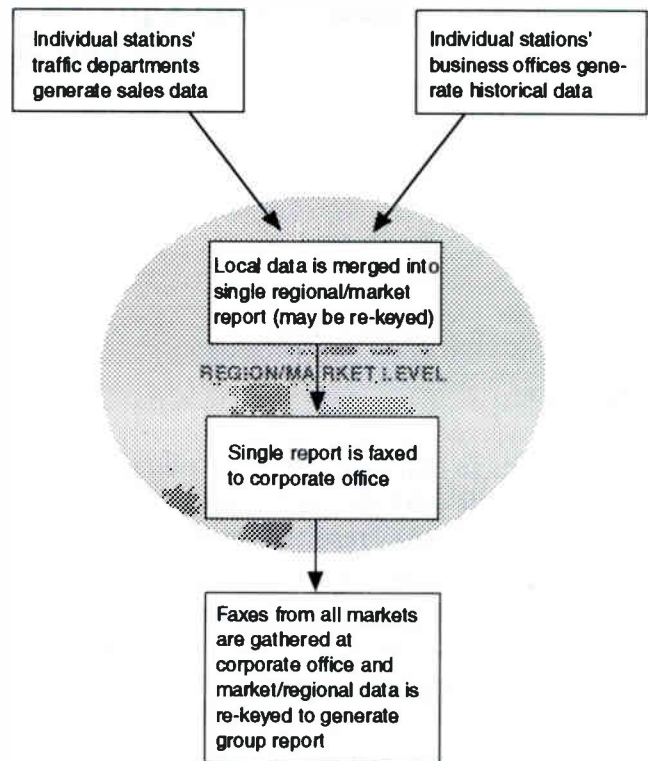 Individual stations'
traffic departments
generate sales data
Individual stations'
business offices gene-
rate historical data
Local data is merged into
single regional/market
report (may be re-keyed)
REGION/MARKET LEVEL
Single report is faxed
to corporate office
Faxes from all markets
are gathered at
corporate office and
market/regional data is
re-keyed to generate
group report